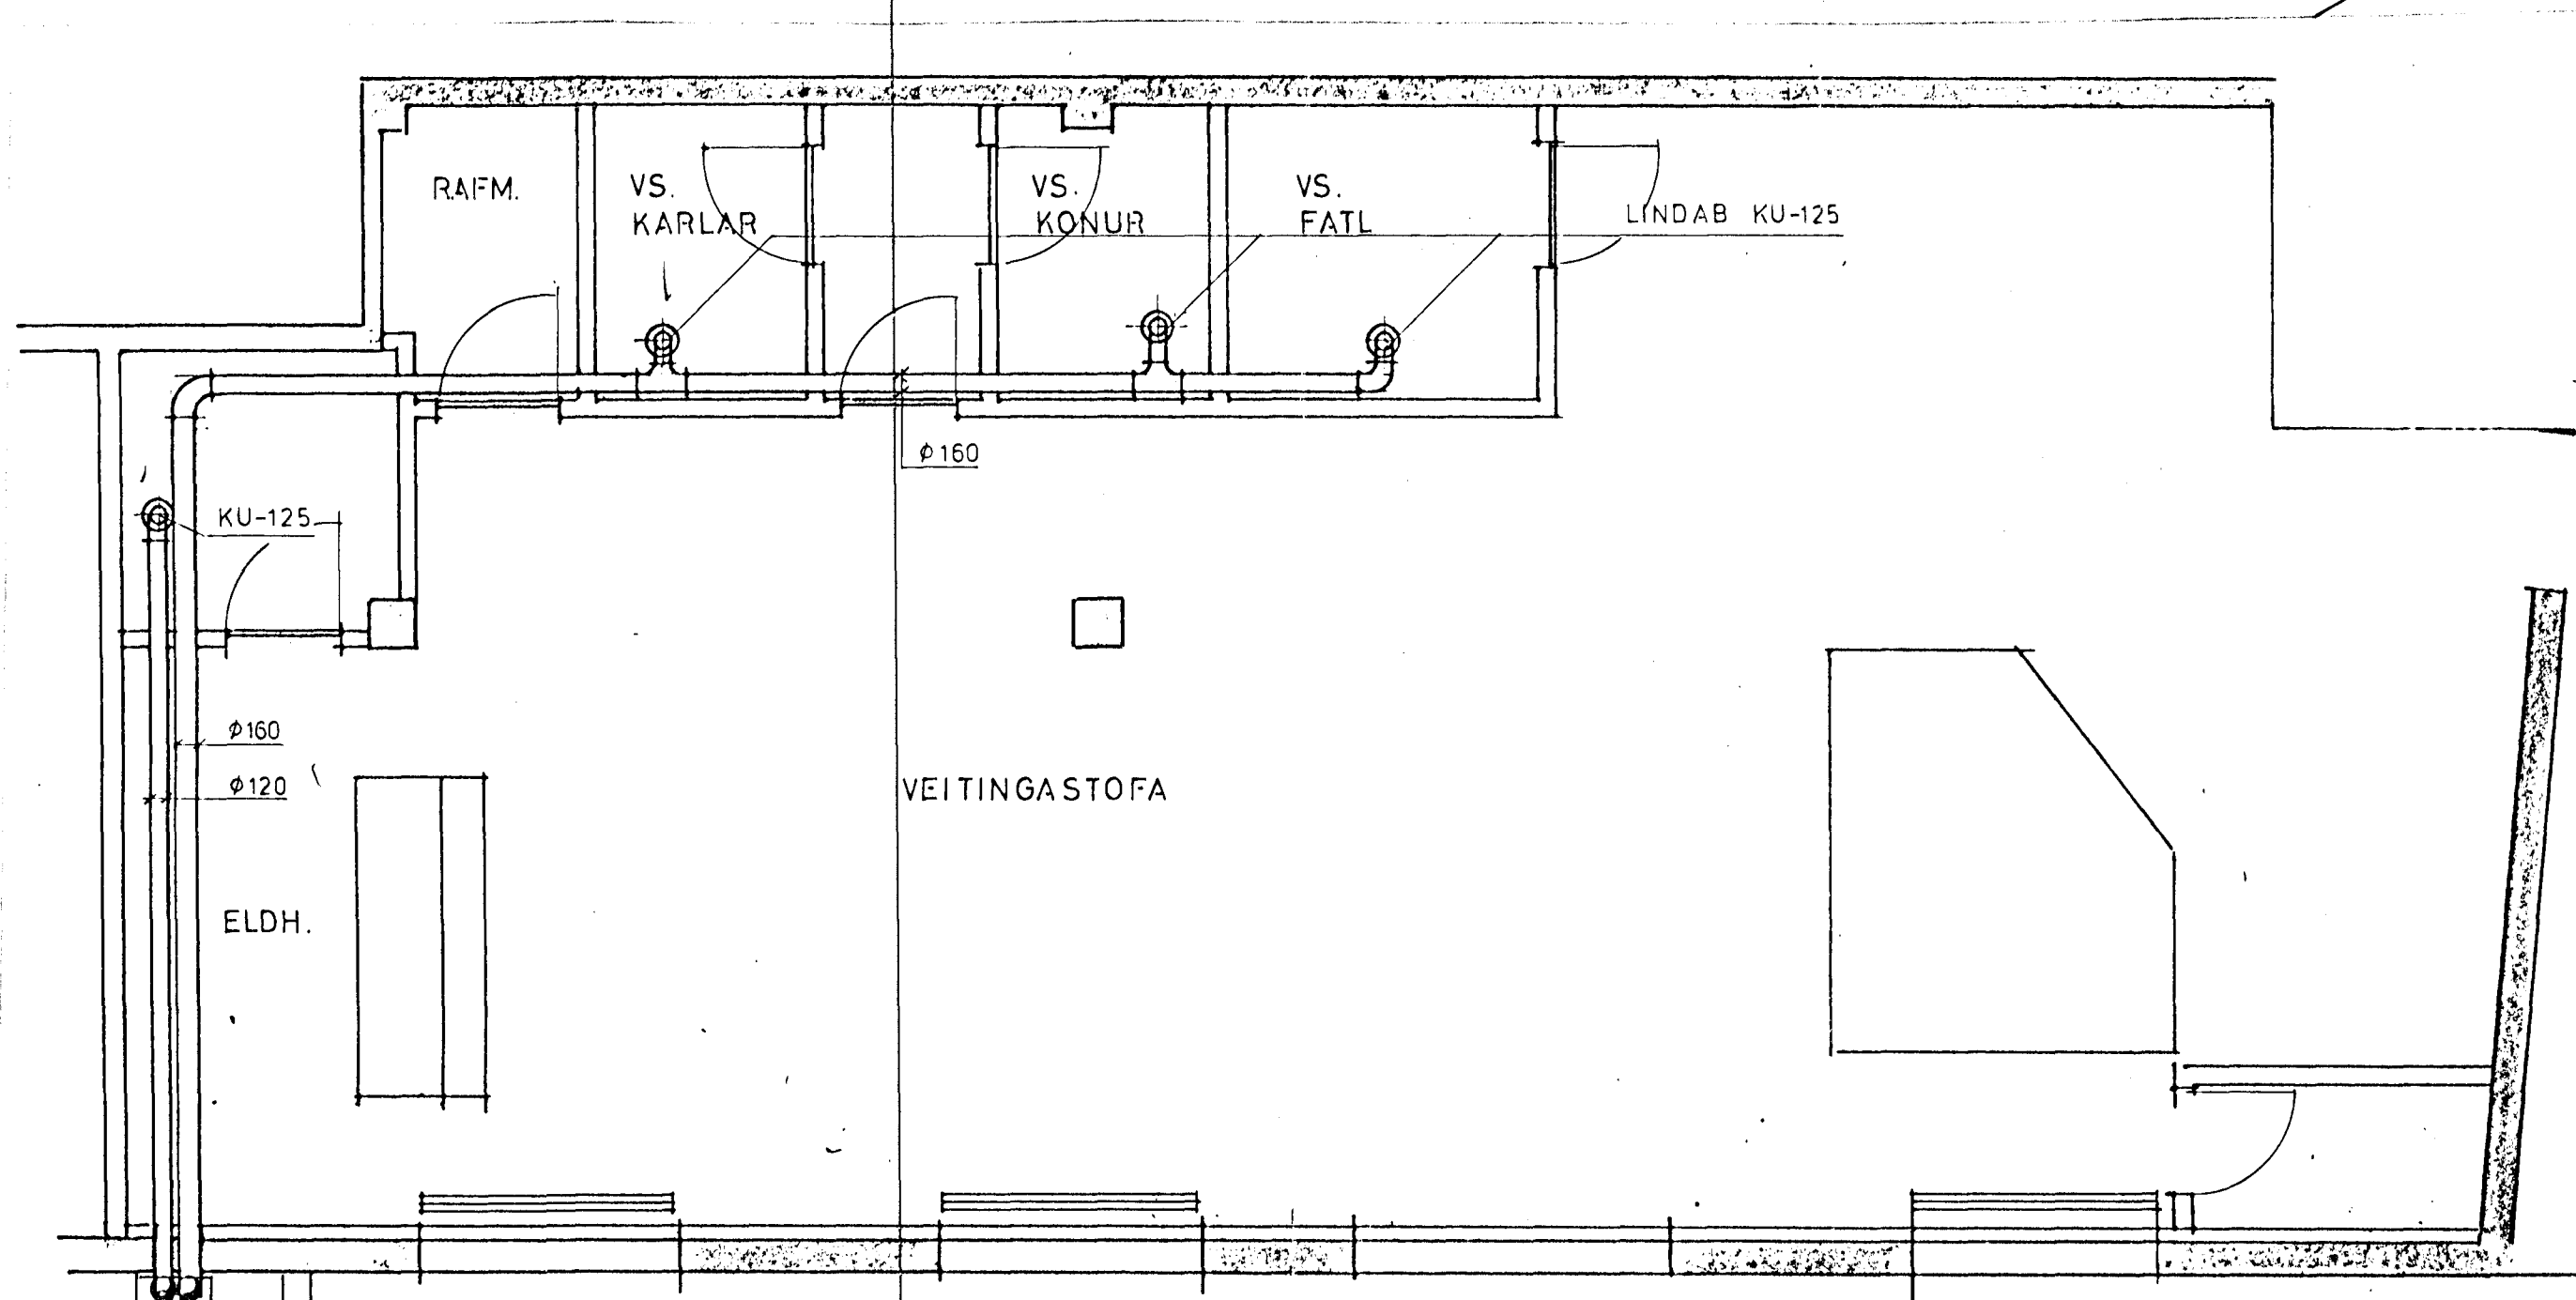 RAFM.
VS.
KARLAR
VS.
KONUR
VS.
FATL
LINDAB KU-125
φ160
KU-125
φ160
φ120
VEITINGASTOFA
ELDH.